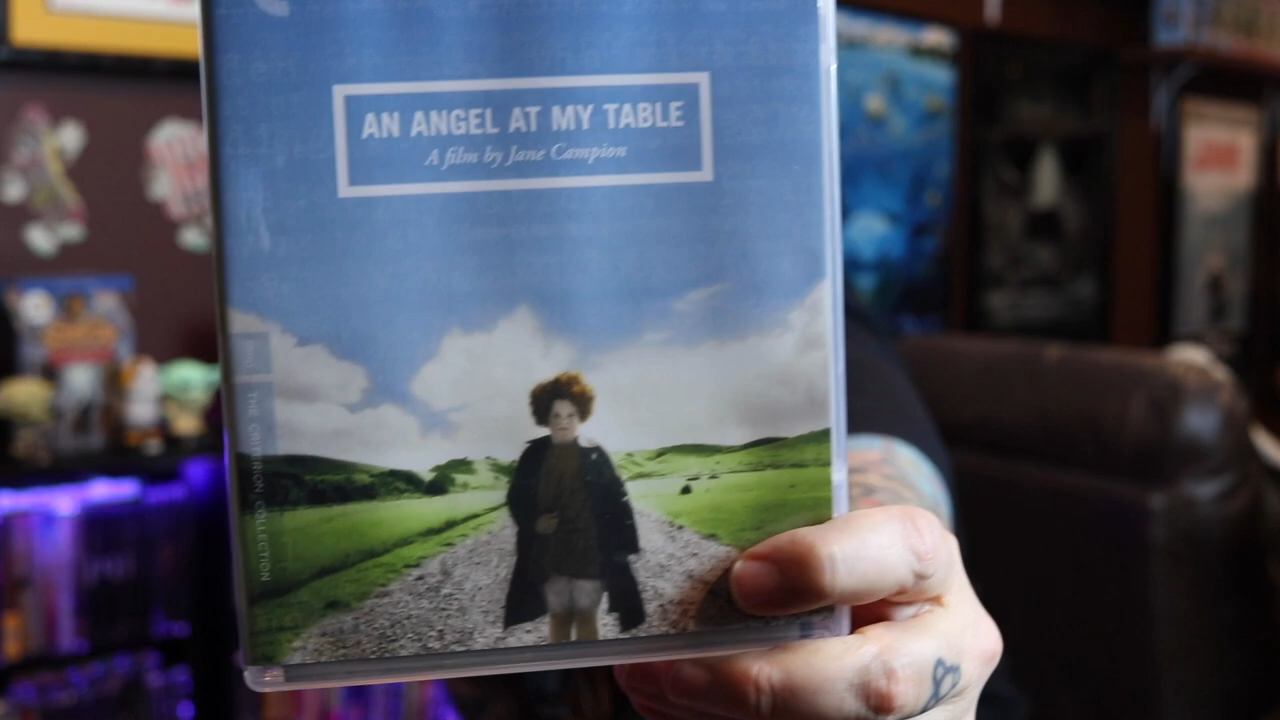 AN ANGEL AT MY TABLE
A film by Jane Campion
THE CRITERION COLLECTION